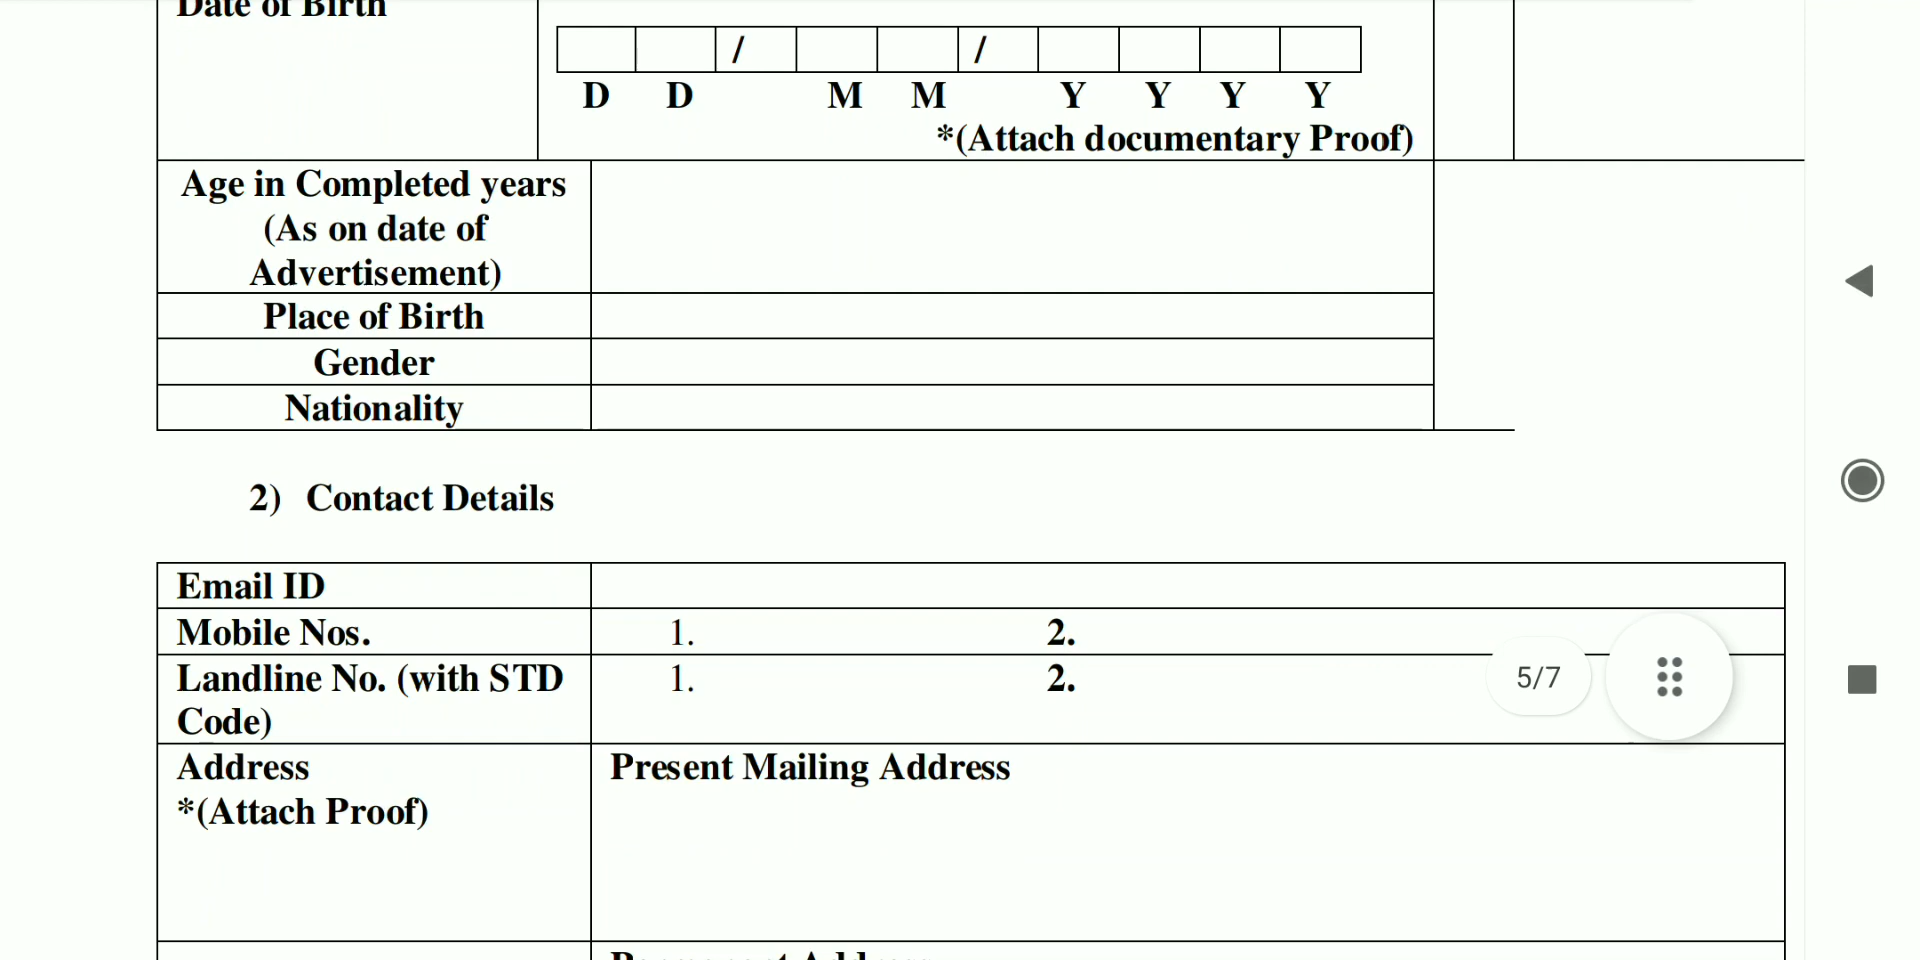 Date of Birth
/ /
D D M M Y Y Y Y
*(Attach documentary Proof)
Age in Completed years
(As on date of
Advertisement)
Place of Birth
Gender
Nationality
2) Contact Details
Email ID
Mobile Nos. 1. 2.
Landline No. (with STD
Code) 1. 2.
5/7
Address
*(Attach Proof)
Present Mailing Address
Permanent Address